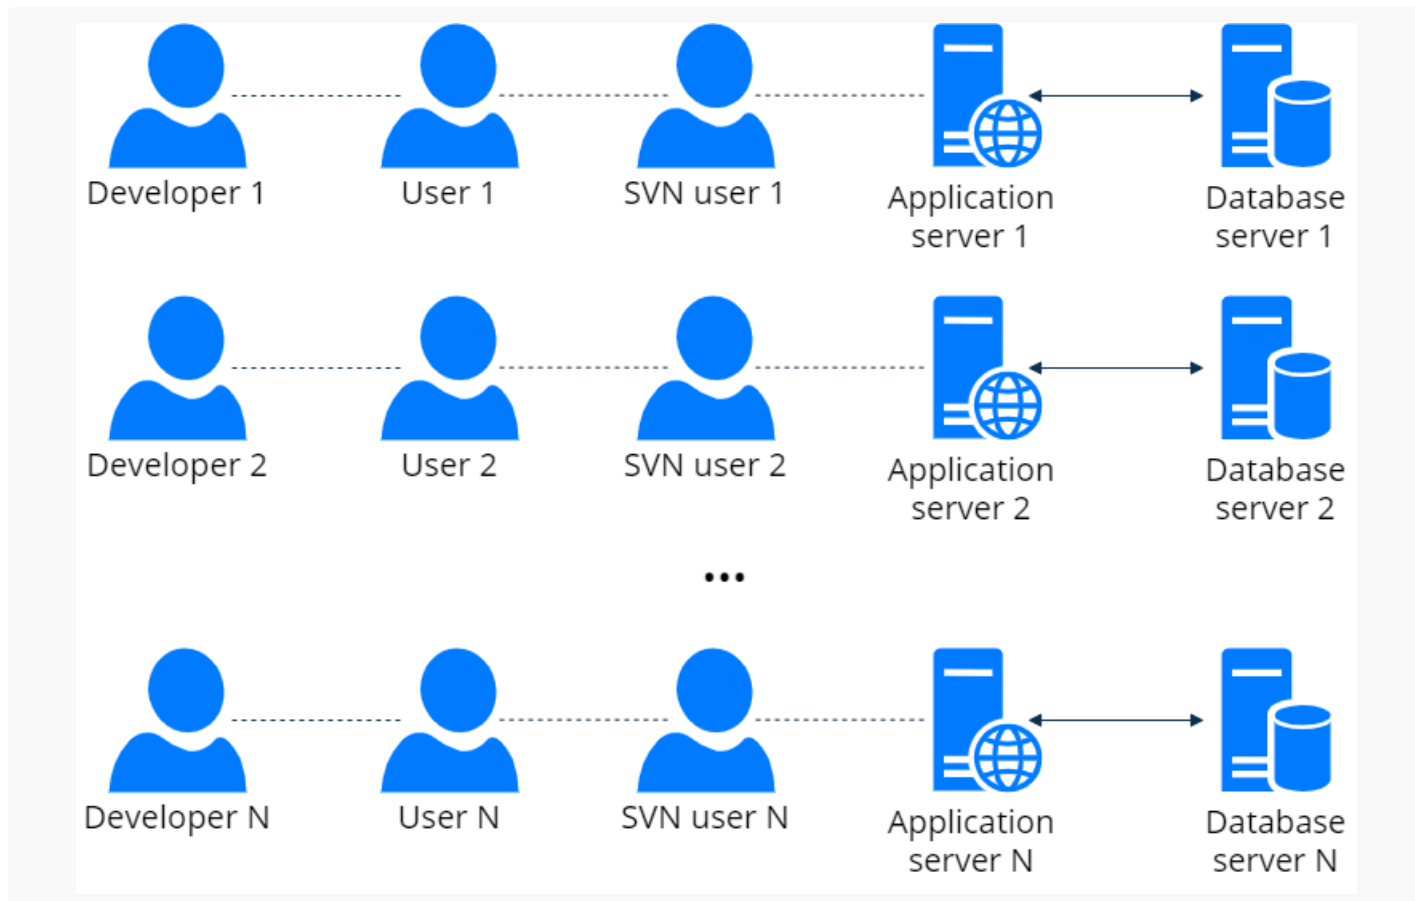 Developer 1
User 1
SVN user 1
Application
server 1
Database
server 1
Developer 2
User 2
SVN user 2
Application
server 2
Database
server 2
...
Developer N
User N
SVN user N
Application
server N
Database
server N